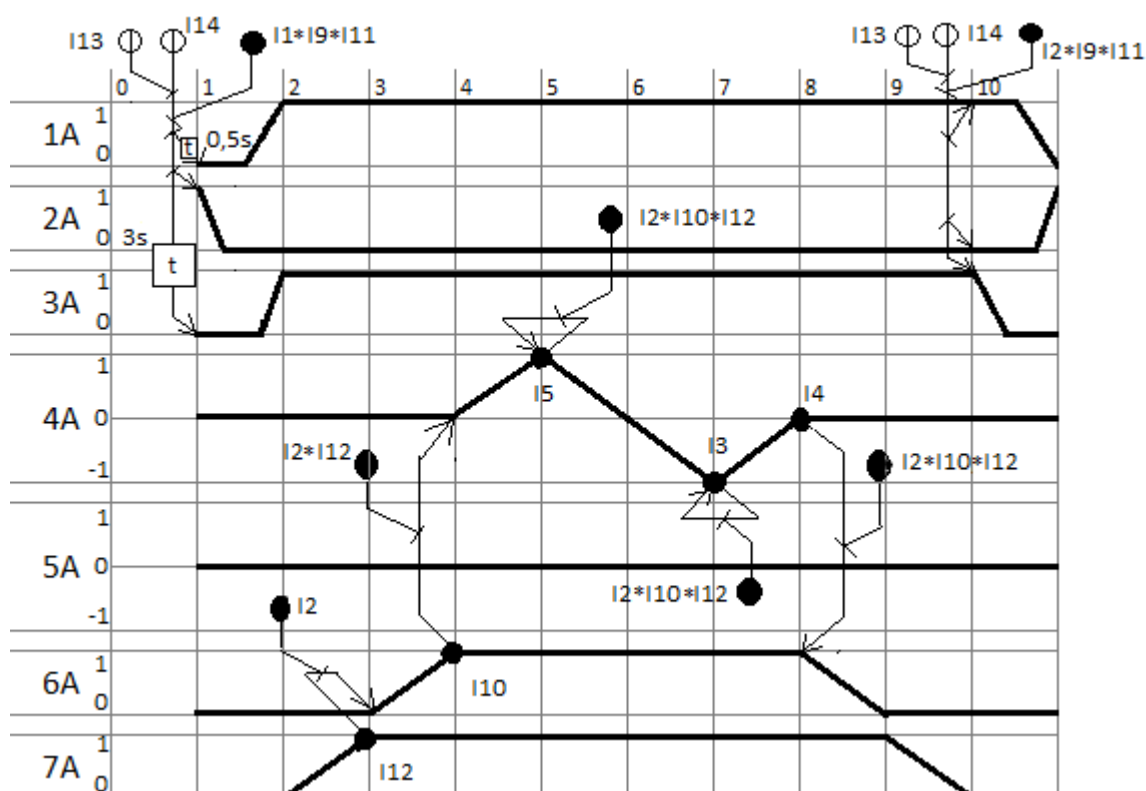 I13 I14 I1*I9*I11 I13 I14 I2*I9*I11
0 1 2 3 4 5 6 7 8 9 10
1A 1 0 t 0,5s
2A 1 0 I2*I10*I12
3s
t
3A 1 0
1 I5 I4
4A 0
I2*I12 I3 I2*I10*I12
-1
1
5A 0
I2 I2*I10*I12
-1
6A 1 0 I10
7A 1 0 I12